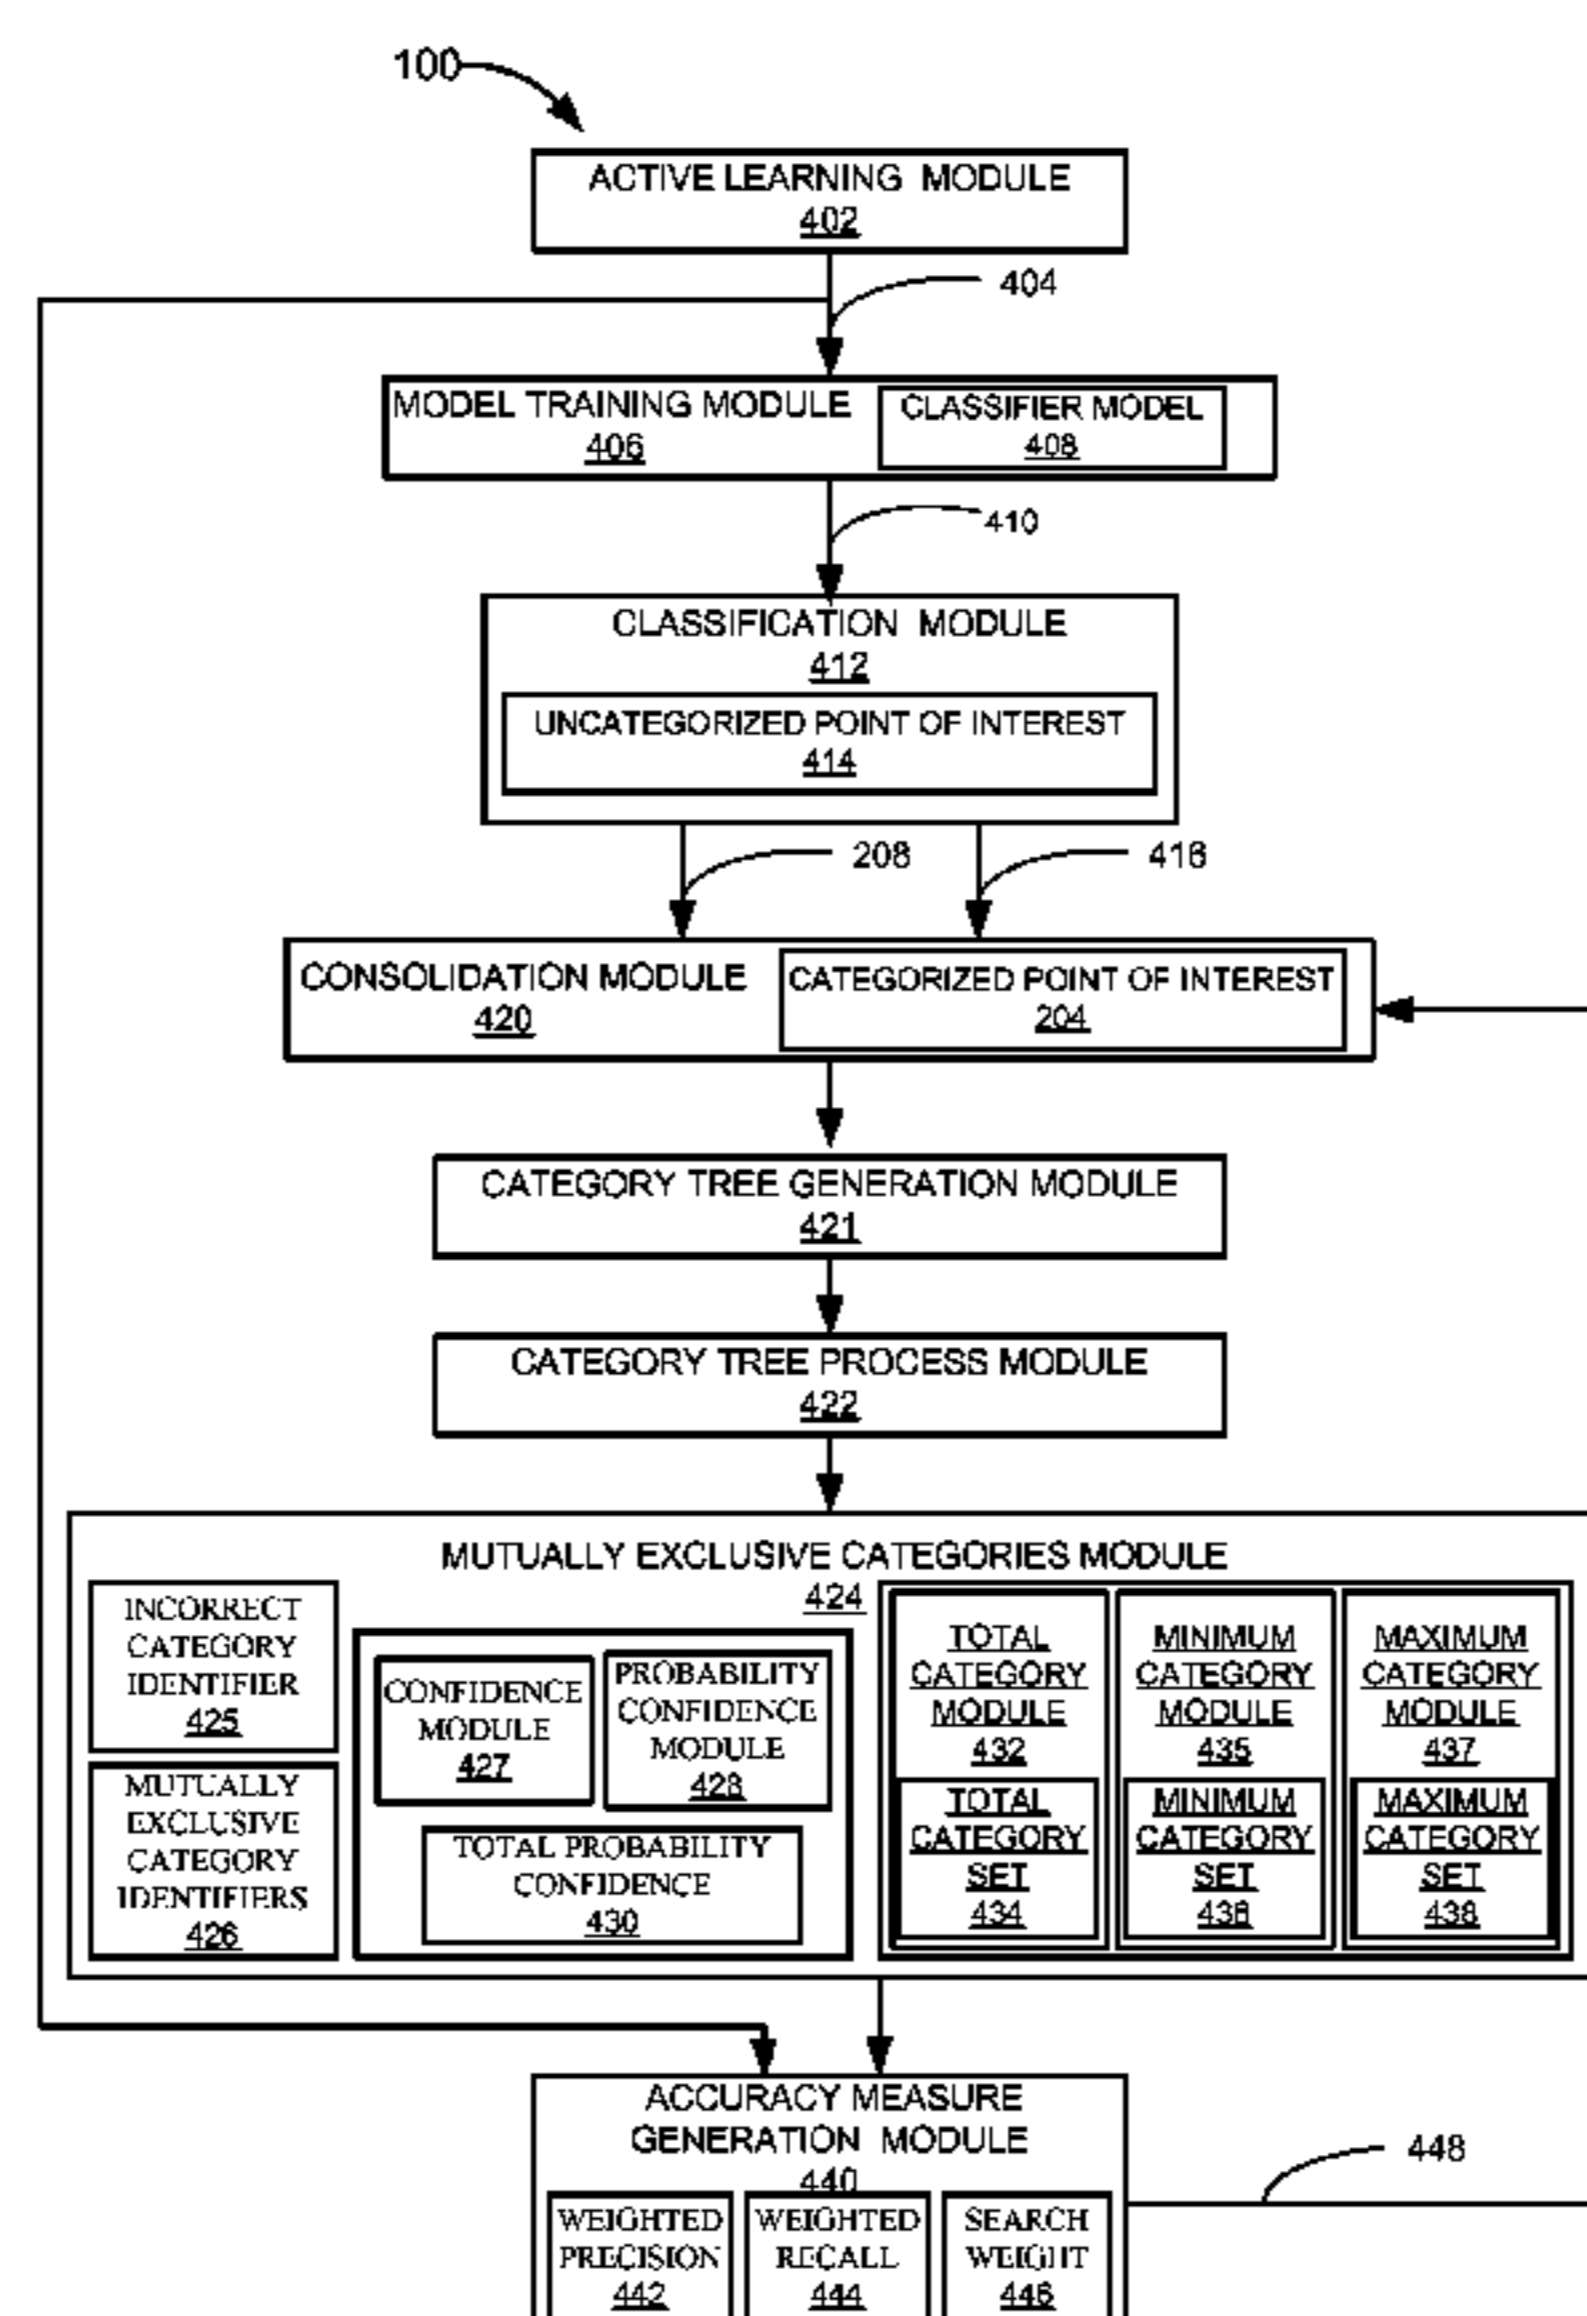 100
ACTIVE LEARNING MODULE
402
404
MODEL TRAINING MODULE
406
CLASSIFIER MODEL
408
410
CLASSIFICATION MODULE
412
UNCATEGORIZED POINT OF INTEREST
414
208
416
CONSOLIDATION MODULE
420
CATEGORIZED POINT OF INTEREST
204
CATEGORY TREE GENERATION MODULE
421
CATEGORY TREE PROCESS MODULE
422
MUTUALLY EXCLUSIVE CATEGORIES MODULE
424
INCORRECT
CATEGORY
IDENTIFIER
425
MUTUALLY
EXCLUSIVE
CATEGORY
IDENTIFIERS
426
CONFIDENCE
MODULE
427
PROBABILITY
CONFIDENCE
MODULE
428
TOTAL PROBABILITY
CONFIDENCE
430
TOTAL
CATEGORY
MODULE
432
TOTAL
CATEGORY
SET
434
MINIMUM
CATEGORY
MODULE
435
MINIMUM
CATEGORY
SET
436
MAXIMUM
CATEGORY
MODULE
437
MAXIMUM
CATEGORY
SET
438
ACCURACY MEASURE
GENERATION MODULE
440
448
WEIGHTED
PRECISION
442
WEIGHTED
RECALL
444
SEARCH
WEIGHT
446